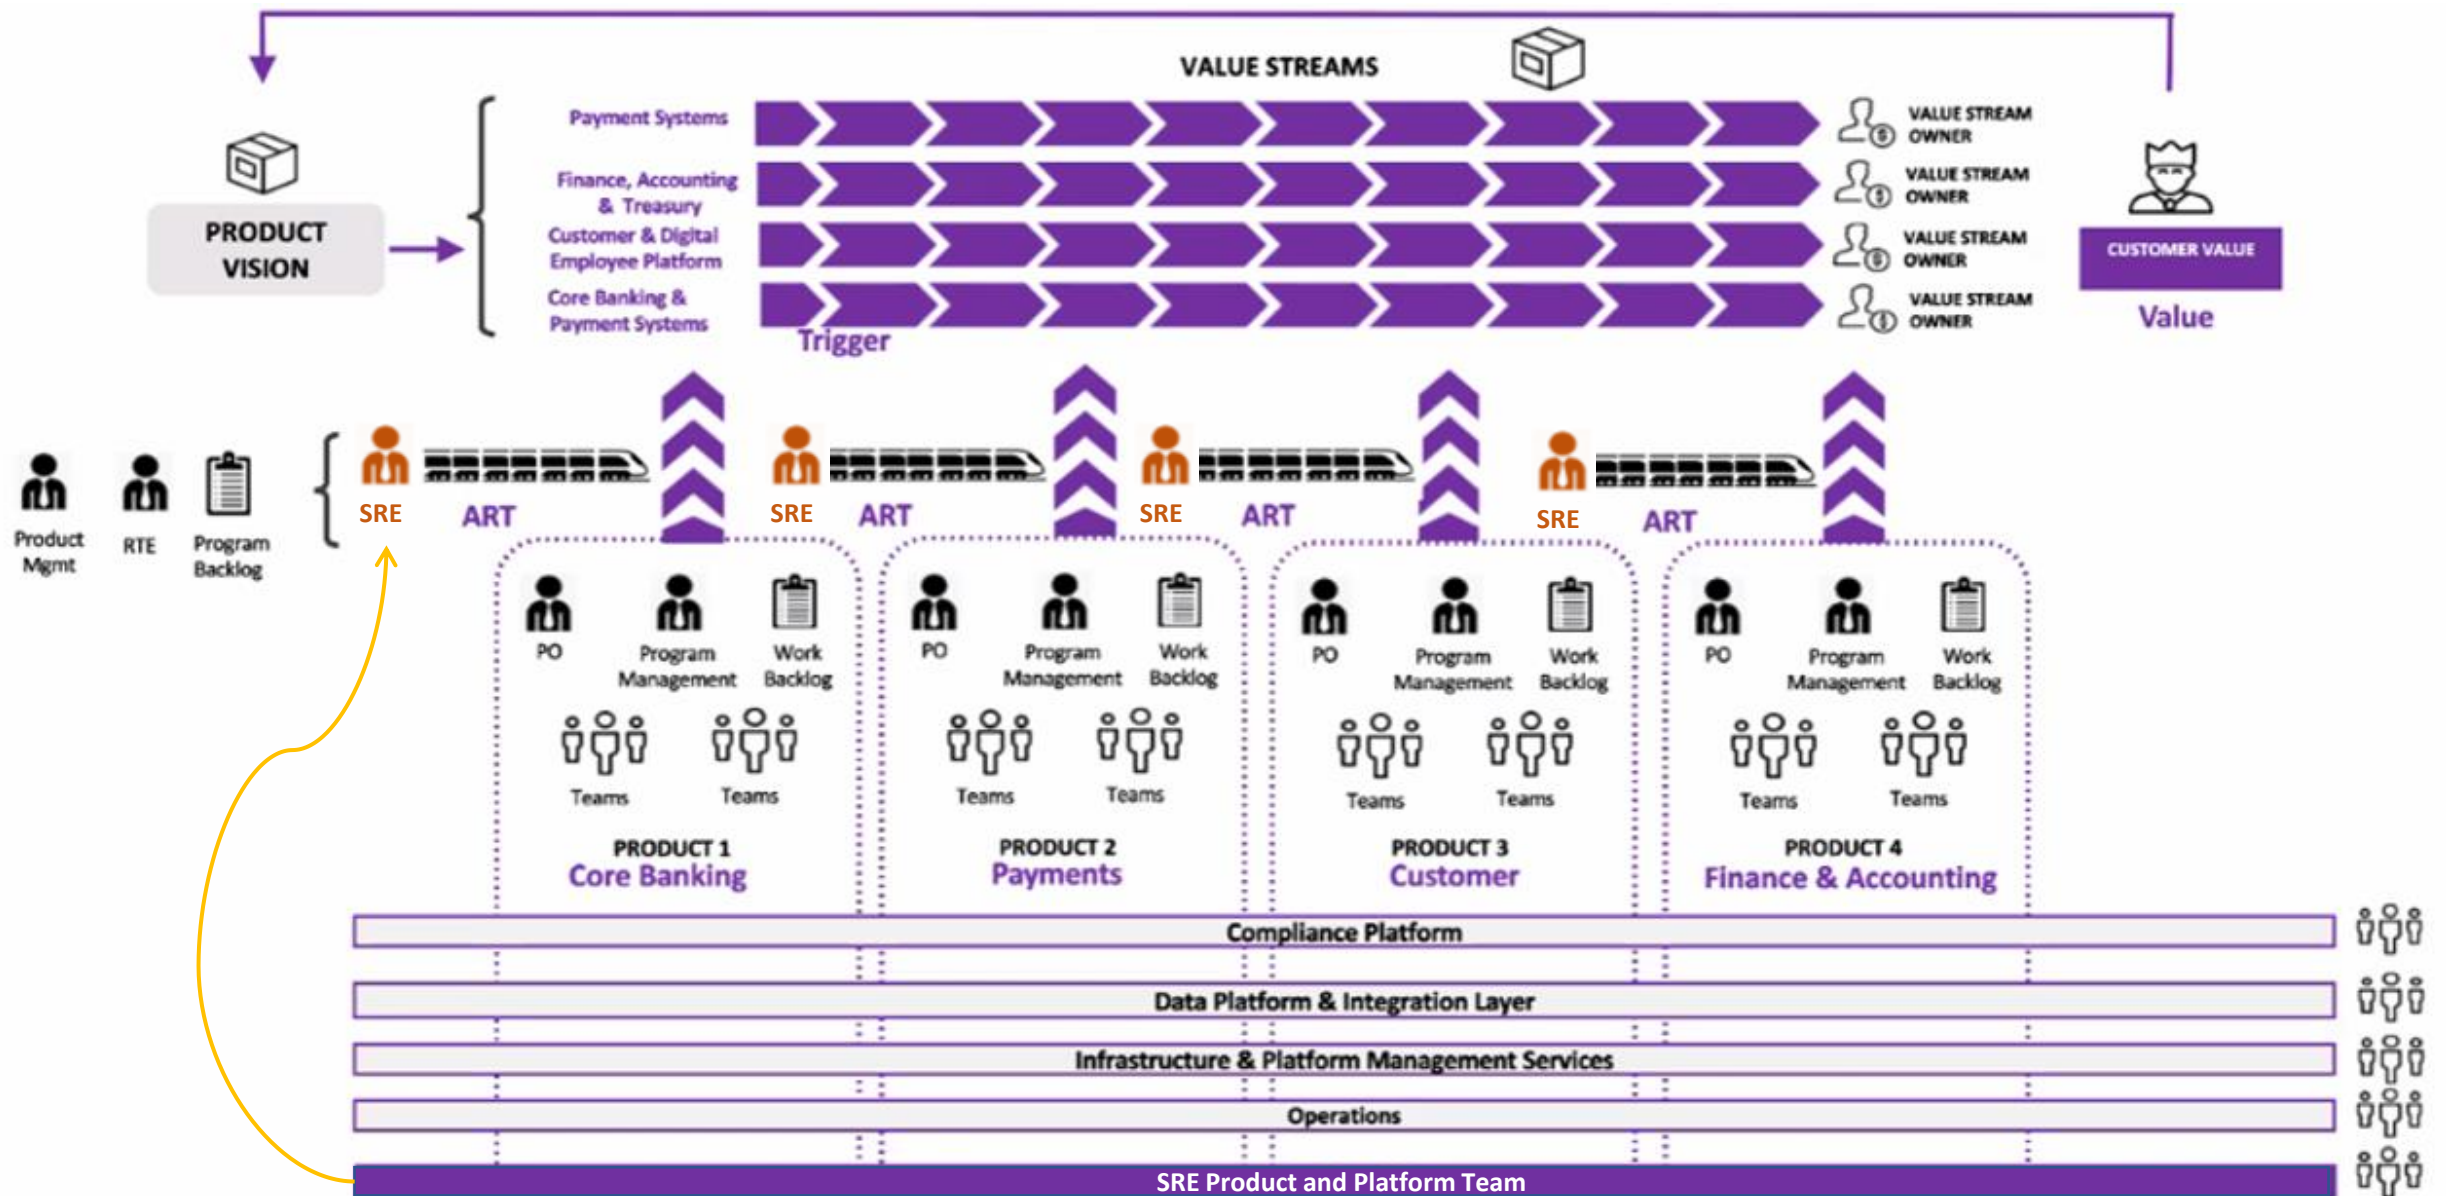 VALUE STREAMS
Payment Systems
VALUE STREAM
OWNER
Finance, Accounting
& Treasury
VALUE STREAM
OWNER
PRODUCT
VISION
Customer & Digital
Employee Platform
VALUE STREAM
OWNER
CUSTOMER VALUE
Core Banking &
Payment Systems
VALUE STREAM
OWNER
Value
Trigger
Product
Mgmt
RTE
Program
Backlog
SRE
ART
SRE
ART
SRE
ART
SRE
ART
PO
Program
Management
Work
Backlog
Teams
Teams
PRODUCT 1
Core Banking
PO
Program
Management
Work
Backlog
Teams
Teams
PRODUCT 2
Payments
PO
Program
Management
Work
Backlog
Teams
Teams
PRODUCT 3
Customer
PO
Program
Management
Work
Backlog
Teams
Teams
PRODUCT 4
Finance & Accounting
Compliance Platform
Data Platform & Integration Layer
Infrastructure & Platform Management Services
Operations
SRE Product and Platform Team